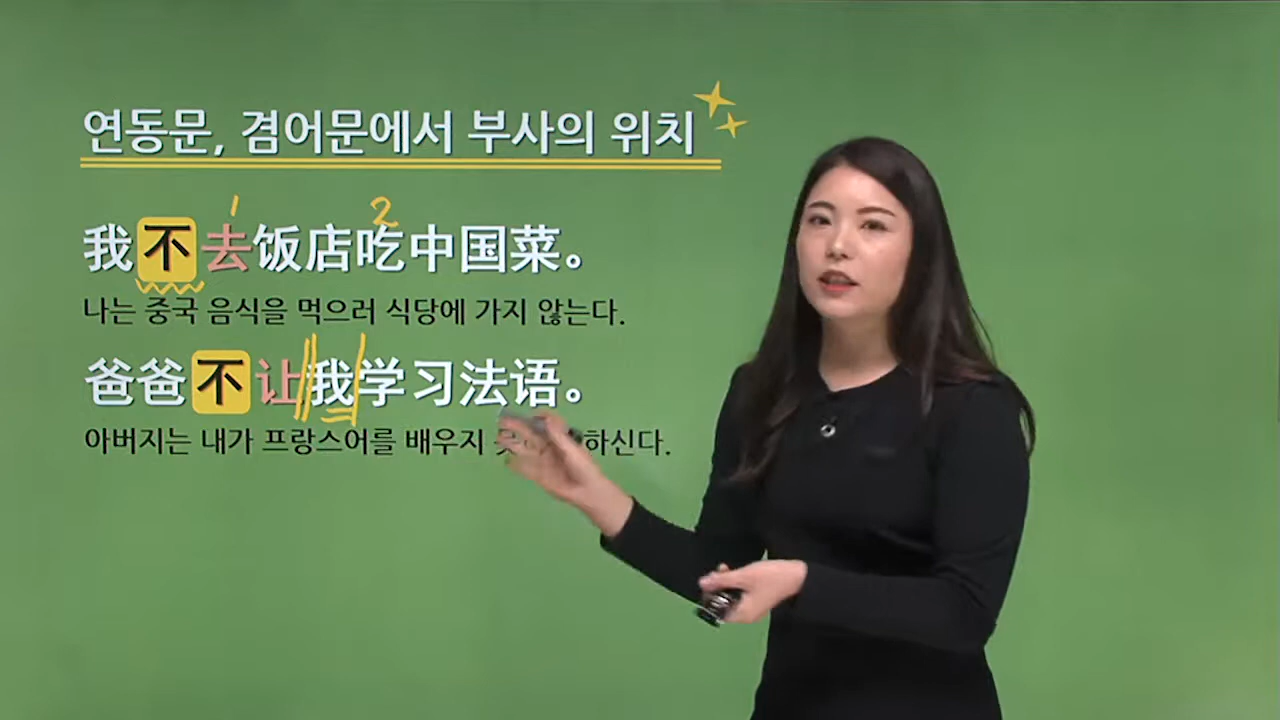 연동문, 겸어문에서 부사의 위치
1 2
我不去饭店吃中国菜。
나는 중국 음식을 먹으러 식당에 가지 않는다.
爸爸不让我学习法语。
아버지는 내가 프랑스어를 배우지 하신다.